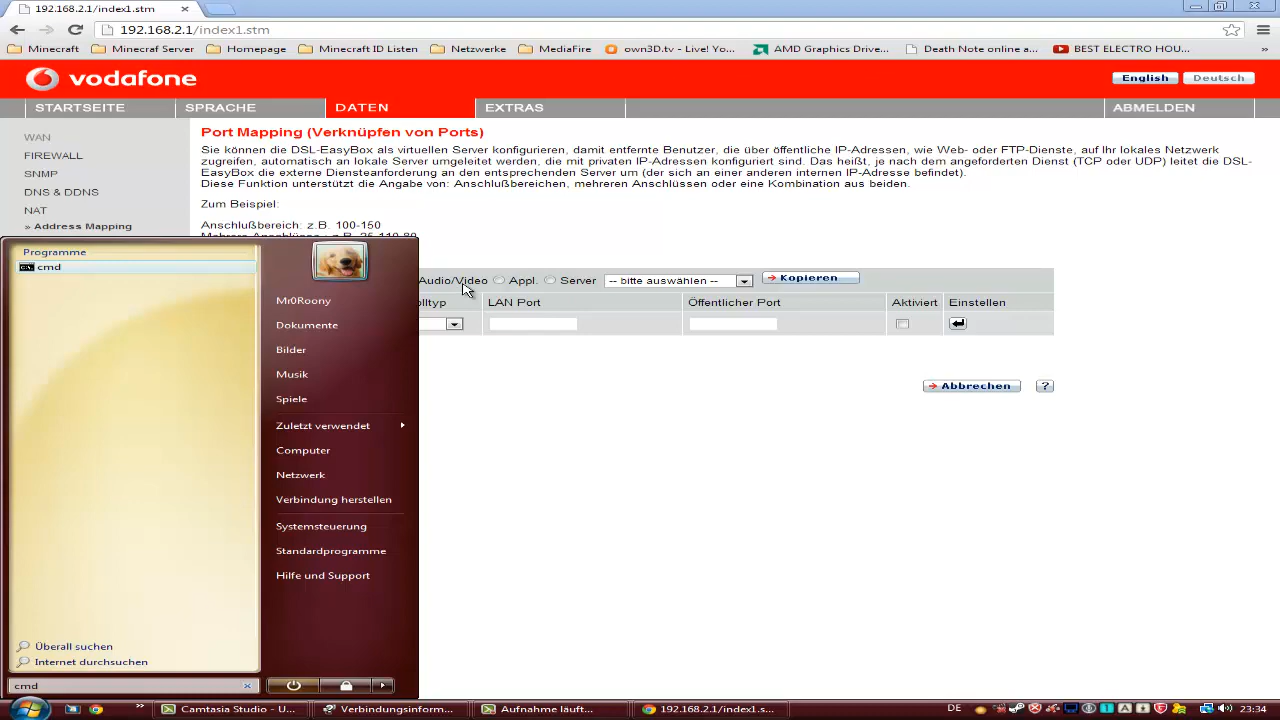 192.168.2.1/index1.stm
192.168.2.1/index1.stm
Minecraft Minecraf Server Homepage Minecraft ID Listen Netzwerke MediaFire own3D.tv - Live! Yo... AMD Graphics Drive... Death Note online a... BEST ELECTRO HOU... »
vodafone English Deutsch
STARTSEITE SPRACHE DATEN EXTRAS ABMELDEN
WAN
FIREWALL
SNMP
DNS & DDNS
NAT
» Address Mapping
Port Mapping (Verknüpfen von Ports)
Sie können die DSL-EasyBox als virtuellen Server konfigurieren, damit entfernte Benutzer, die über öffentliche IP-Adressen, wie Web- oder FTP-Dienste, auf Ihr lokales Netzwerk
zugreifen, automatisch an lokale Server umgeleitet werden, die mit privaten IP-Adressen konfiguriert sind. Das heißt, je nach dem angeforderten Dienst (TCP oder UDP) leitet die DSL-
EasyBox die externe Dienstanforderung an den entsprechenden Server um (der sich an einer anderen internen IP-Adresse befindet).
Diese Funktion unterstützt die Angabe von: Anschlußbereichen, mehreren Anschlüssen oder eine Kombination aus beiden.
Zum Beispiel:
Anschlußbereich: z.B. 100-150
Audio/Video Appl. Server -- bitte auswählen -- Kopieren
olltyp LAN Port Öffentlicher Port Aktiviert Einstellen
Abbrechen ?
Programme
cmd
Mr0Roony
Dokumente
Bilder
Musik
Spiele
Zuletzt verwendet
Computer
Netzwerk
Verbindung herstellen
Systemsteuerung
Standardprogramme
Hilfe und Support
Überall suchen
Internet durchsuchen
cmd
» Camtasia Studio - U... Verbindungsinform... Aufnahme läuft... 192.168.2.1/index1.s... DE 23:34